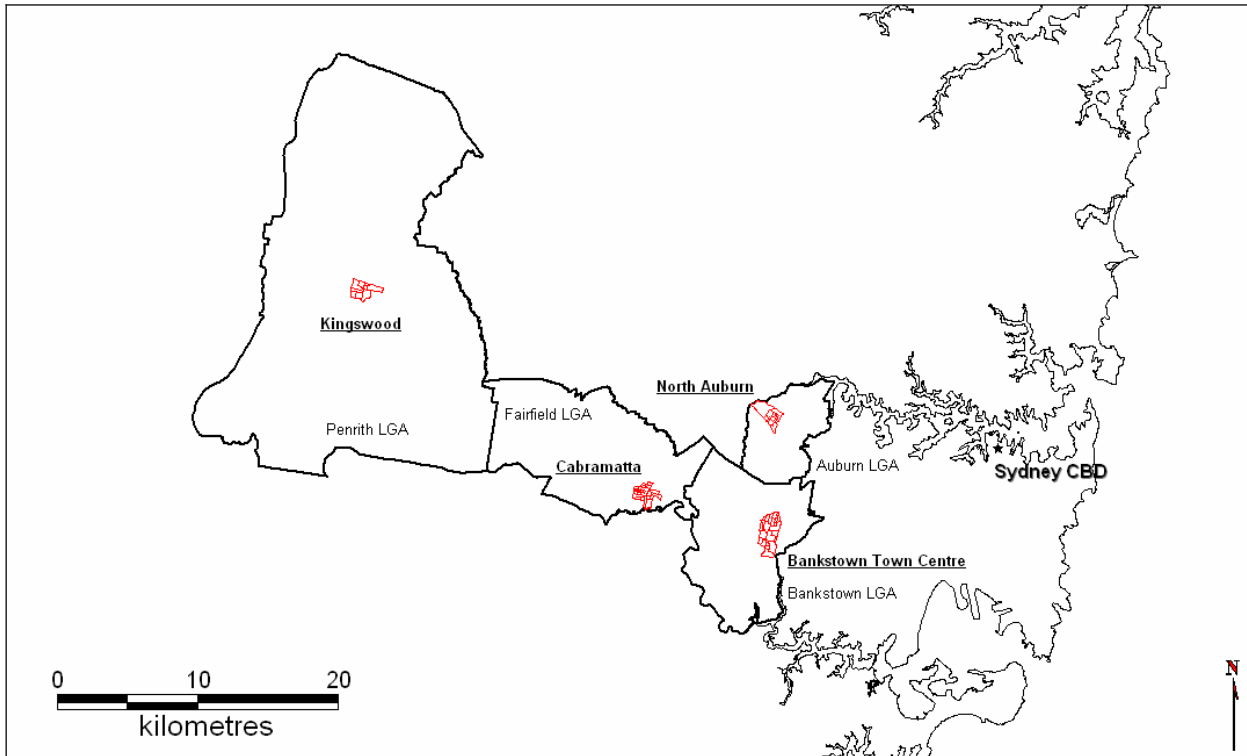 Kingswood
North Auburn
Fairfield LGA
Penrith LGA
Cabramatta
Auburn LGA
Sydney CBD
Bankstown Town Centre
Bankstown LGA
0 10 20
kilometres
N